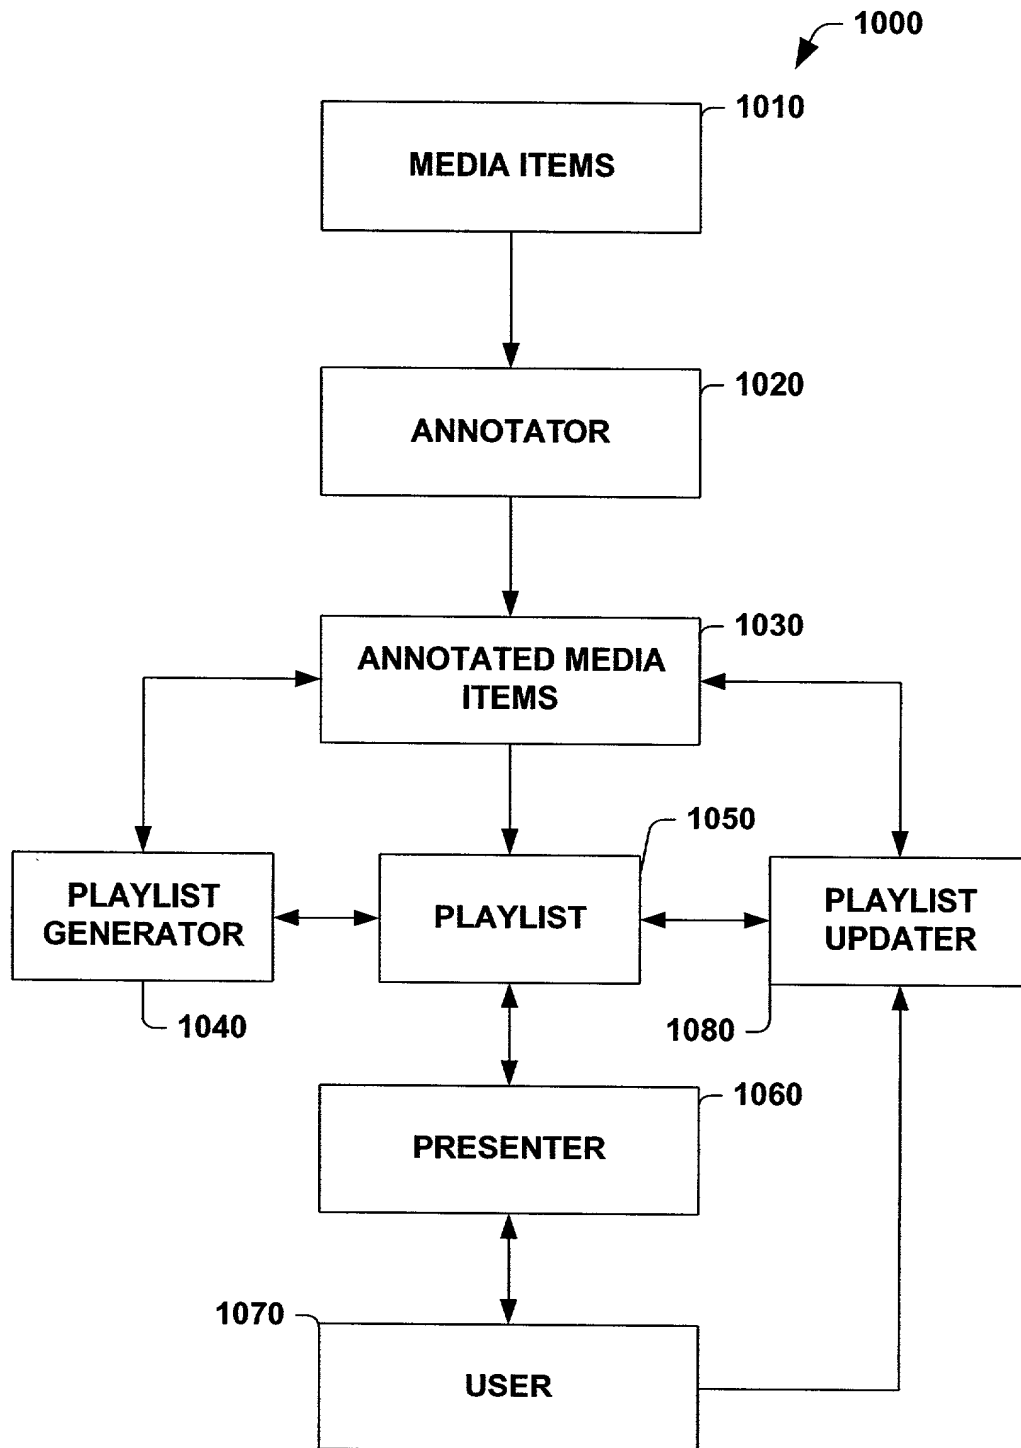 1000
1010
MEDIA ITEMS
1020
ANNOTATOR
1030
ANNOTATED MEDIA
ITEMS
1050
PLAYLIST
GENERATOR
PLAYLIST
PLAYLIST
UPDATER
1040
1080
1060
PRESENTER
1070
USER